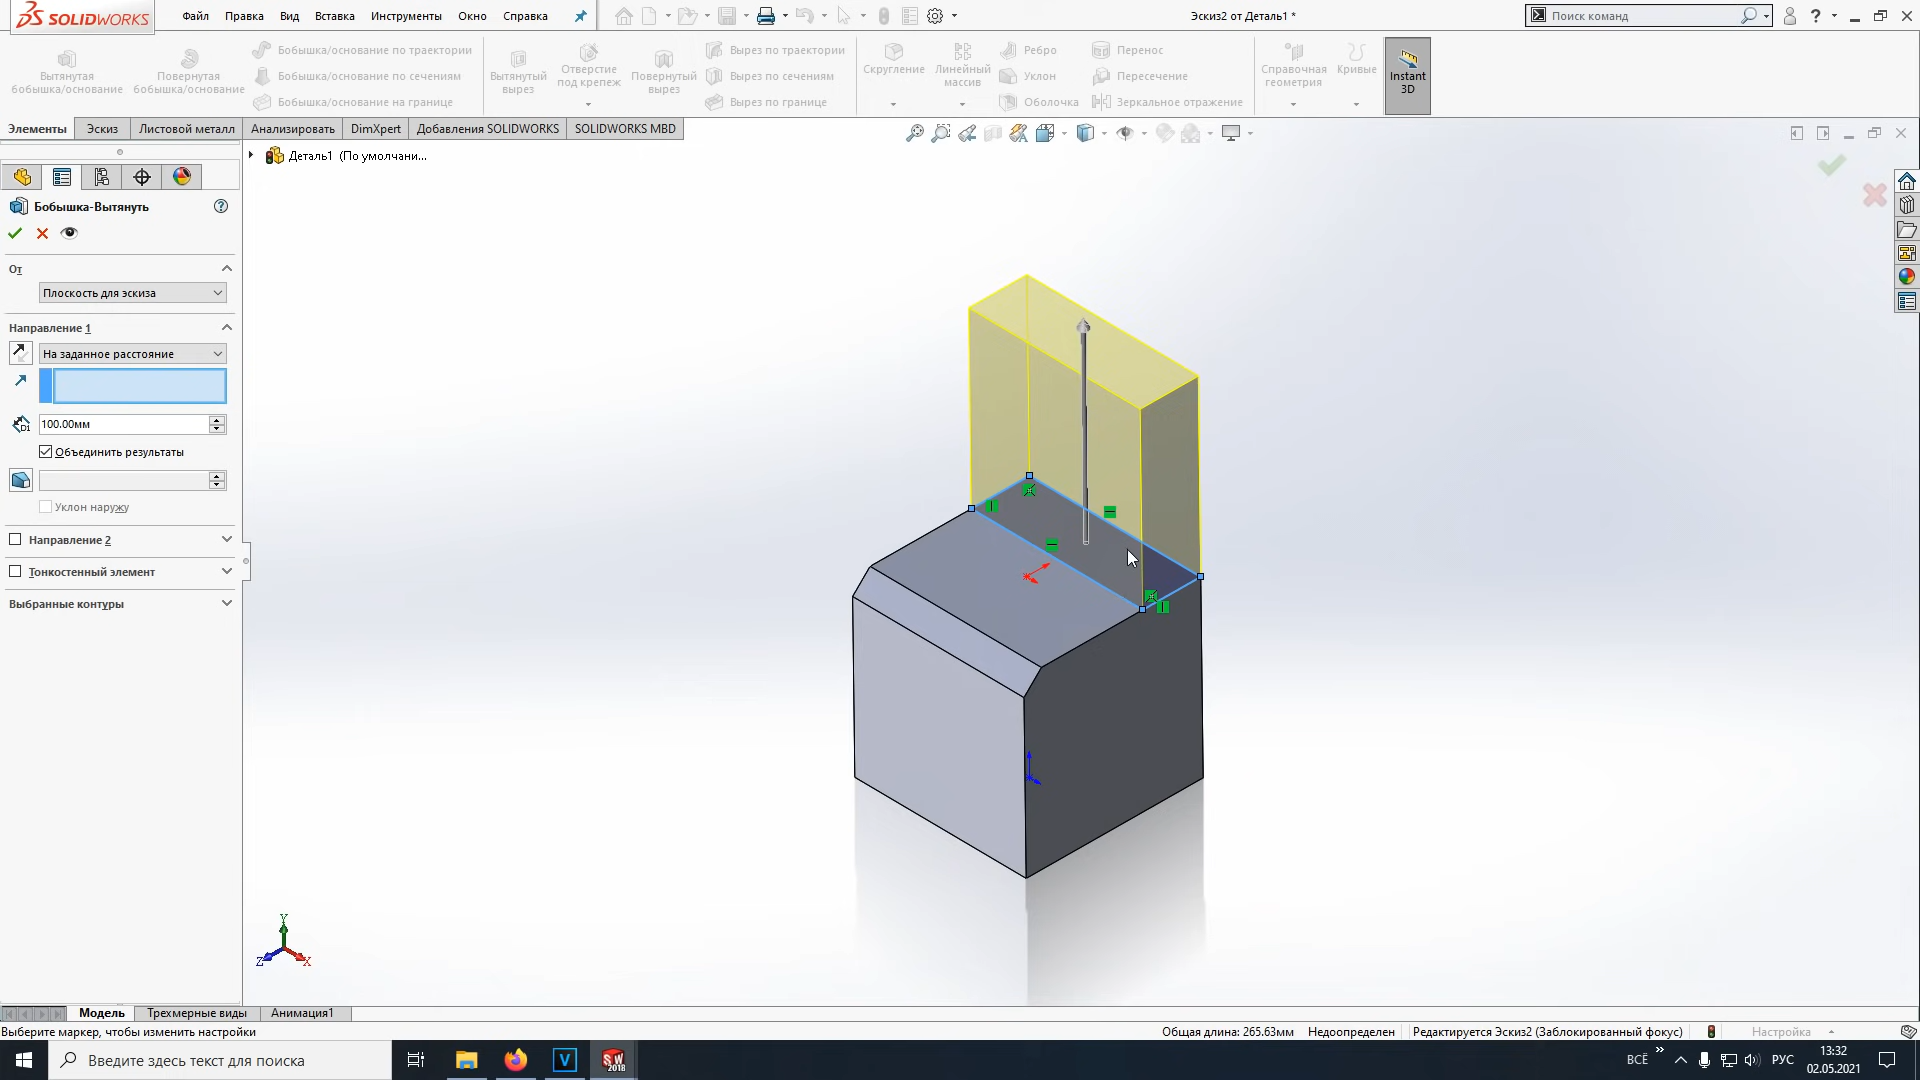 SOLIDWORKS
Файл Правка Вид Вставка Инструменты Окно Справка
Эскиз2 от Деталь1 *
Поиск команд
Вытянутая бобышка/основание
Повернутая бобышка/основание
Бобышка/основание по траектории
Бобышка/основание по сечениям
Бобышка/основание на границе
Вытянутый вырез
Отверстие под крепеж
Повернутый вырез
Вырез по траектории
Вырез по сечениям
Вырез по границе
Скругление
Линейный массив
Ребро
Уклон
Оболочка
Перенос
Пересечение
Зеркальное отражение
Справочная геометрия
Кривые
Instant 3D
Элементы Эскиз Листовой металл Анализировать DimXpert Добавления SOLIDWORKS SOLIDWORKS MBD
Деталь1 (По умолчани...
Бобышка-Вытянуть
От
Плоскость для эскиза
Направление 1
На заданное расстояние
D1
100.00мм
Объединить результаты
Уклон наружу
Направление 2
Тонкостенный элемент
Выбранные контуры
Y
Z
X
Модель Трехмерные виды Анимация1
Выберите маркер, чтобы изменить настройки
Общая длина: 265.63мм Недоопределен Редактируется Эскиз2 (Заблокированный фокус) Настройка
Введите здесь текст для поиска
V
SW 2018
ВСЁ
РУС
13:32
02.05.2021